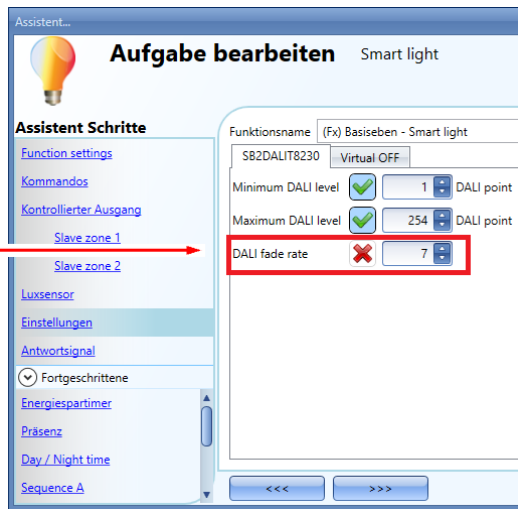 Assistent...
Aufgabe bearbeiten Smart light
Assistent Schritte
Function settings
Kommandos
Kontrollierter Ausgang
Slave zone 1
Slave zone 2
Luxsensor
Einstellungen
Antwortsignal
Fortgeschrittene
Energiespartimer
Präsenz
Day / Night time
Sequence A
Funktionsname (Fx) Basiseben - Smart light
SB2DALIT8230 Virtual OFF
Minimum DALI level 1 DALI point
Maximum DALI level 254 DALI point
DALI fade rate 7
<<< >>>